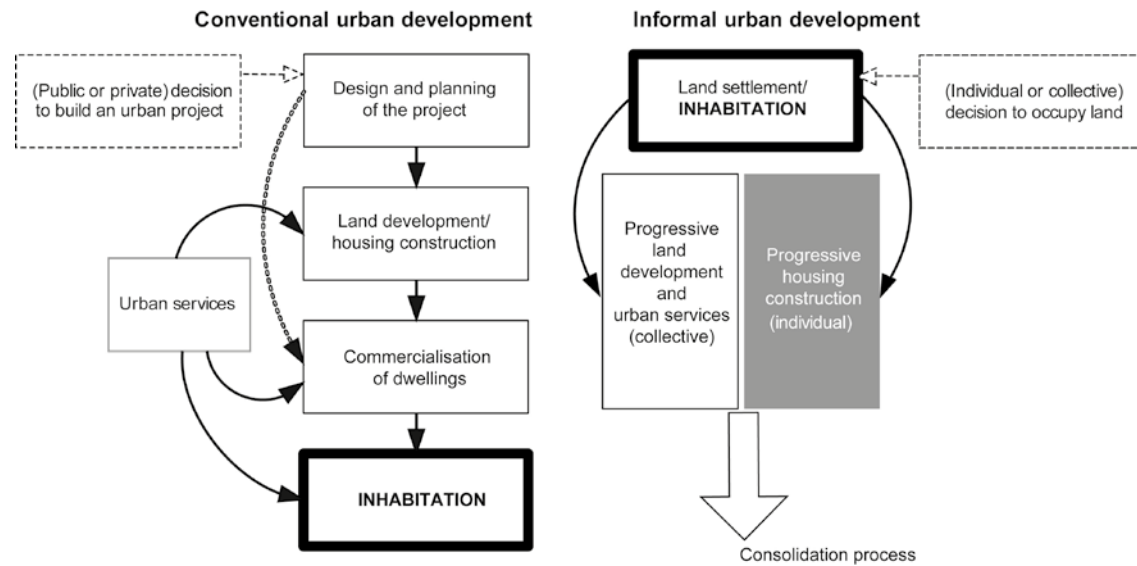 Conventional urban development
(Public or private) decision
to build an urban project
Design and planning
of the project
Land development/
housing construction
Urban services
Commercialisation
of dwellings
INHABITATION
Informal urban development
Land settlement/
INHABITATION
(Individual or collective)
decision to occupy land
Progressive
land
development
and
urban services
(collective)
Progressive
housing
construction
(individual)
Consolidation process